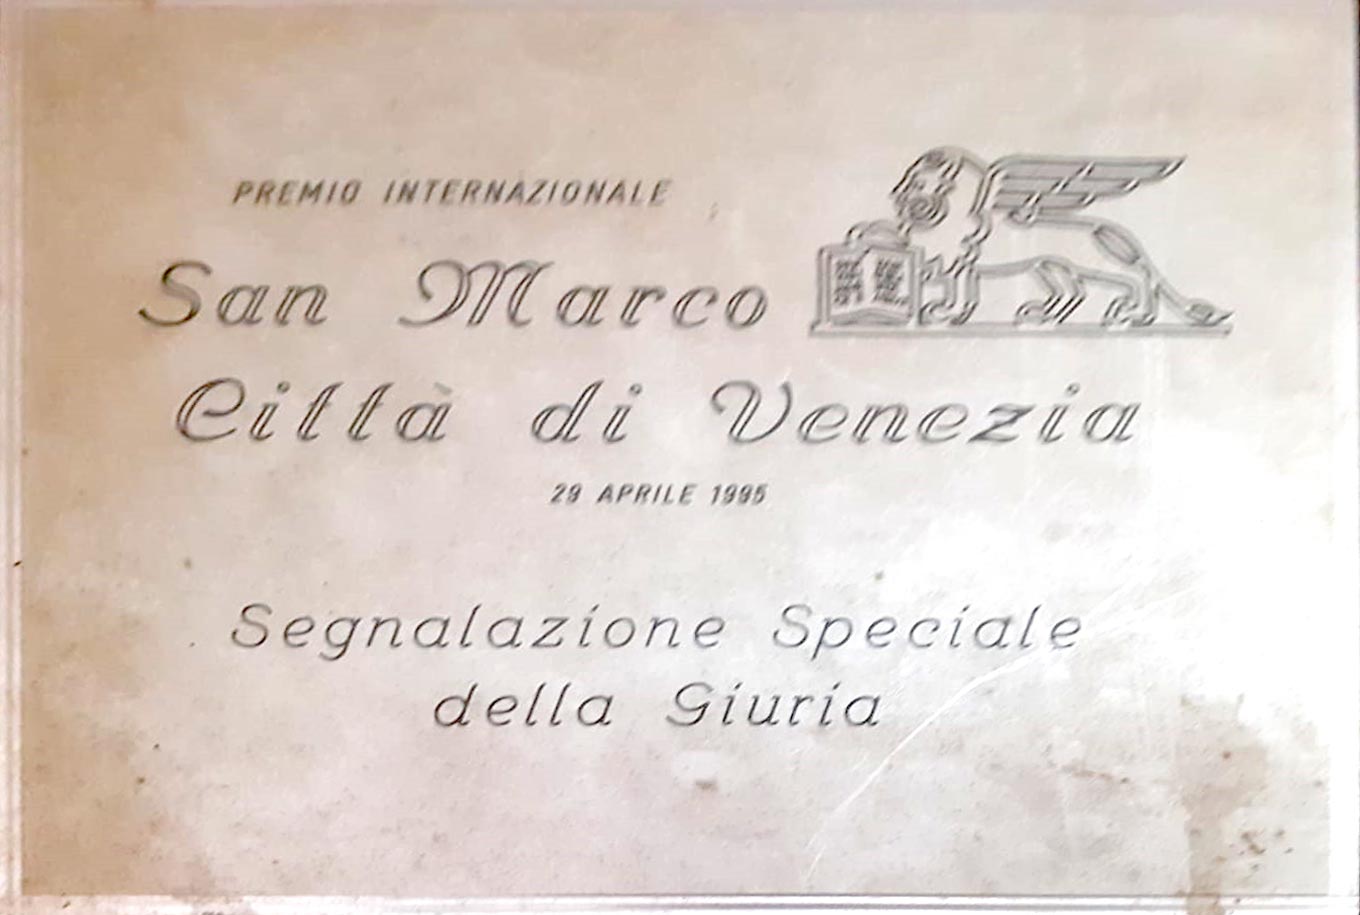 PREMIO INTERNAZIONALE
San Marco
Città di Venezia
29 APRILE 1995
Segnalazione Speciale
della Giuria